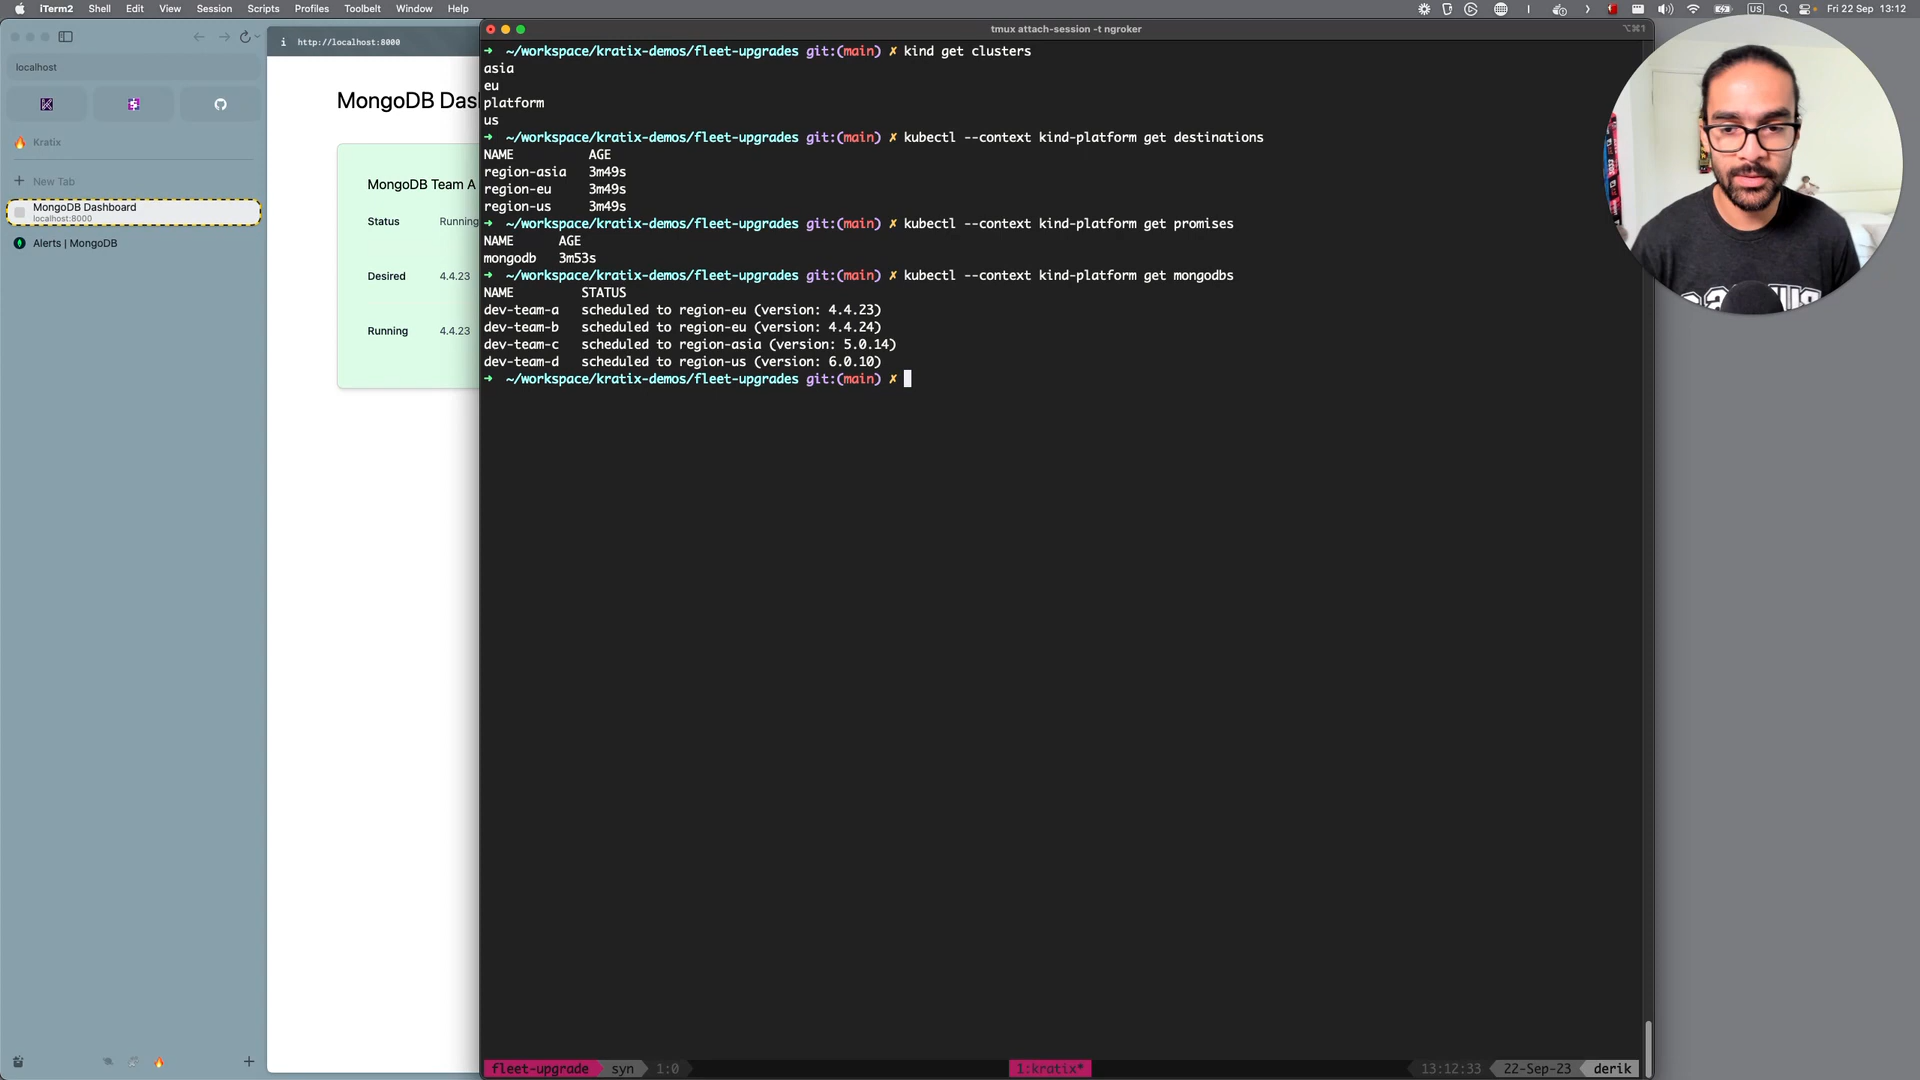 iTerm2 Shell Edit View Session Scripts Profiles Toolbelt Window Help
US Fri 22 Sep 13:12
localhost
Kratix
New Tab
MongoDB Dashboard
localhost:8000
Alerts | MongoDB
http://localhost:8000
MongoDB Das
MongoDB Team A
Status Running
Desired 4.4.23
Running 4.4.23
tmux attach-session -t ngroker
⌥⌘1
➜ ~/workspace/kratix-demos/fleet-upgrades git:(main) ✗ kind get clusters
asia
eu
platform
us
➜ ~/workspace/kratix-demos/fleet-upgrades git:(main) ✗ kubectl --context kind-platform get destinations
NAME AGE
region-asia 3m49s
region-eu 3m49s
region-us 3m49s
➜ ~/workspace/kratix-demos/fleet-upgrades git:(main) ✗ kubectl --context kind-platform get promises
NAME AGE
mongodb 3m53s
➜ ~/workspace/kratix-demos/fleet-upgrades git:(main) ✗ kubectl --context kind-platform get mongodbs
NAME STATUS
dev-team-a scheduled to region-eu (version: 4.4.23)
dev-team-b scheduled to region-eu (version: 4.4.24)
dev-team-c scheduled to region-asia (version: 5.0.14)
dev-team-d scheduled to region-us (version: 6.0.10)
➜ ~/workspace/kratix-demos/fleet-upgrades git:(main) ✗
fleet-upgrade syn 1:0 1:kratix* 13:12:33 22-Sep-23 derik